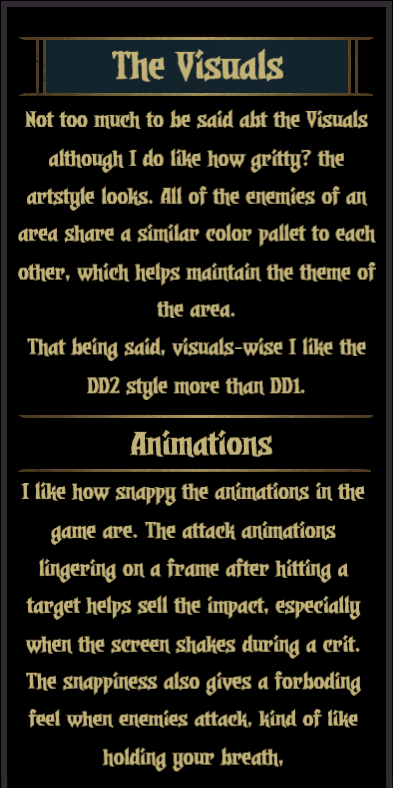 The Visuals
Not too much to be said abt the Visuals
although I do like how gritty? the
artstyle looks. All of the enemies of an
area share a similar color pallet to each
other, which helps maintain the theme of
the area.
That being said, visuals-wise I like the
DD2 style more than DD1.
Animations
I like how snappy the animations in the
game are. The attack animations
lingering on a frame after hitting a
target helps sell the impact, especially
when the screen shakes during a crit.
The snappiness also gives a forboding
feel when enemies attack, kind of like
holding your breath,